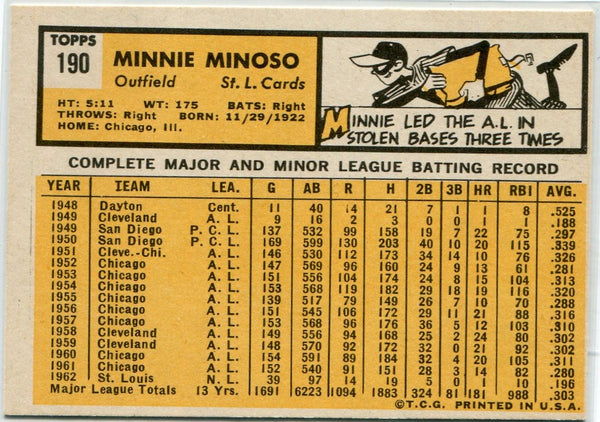 TOPPS
190
MINNIE MINOSO
Outfield St. L. Cards
HT: 5:11 WT: 175 BATS: Right
THROWS: Right BORN: 11/29/1922
HOME: Chicago, Ill.
MINNIE LED THE A.L. IN
STOLEN BASES THREE TIMES
COMPLETE MAJOR AND MINOR LEAGUE BATTING RECORD
YEAR TEAM LEA. G AB R H 2B 3B HR RBI AVG.
1948 Dayton Cent. 11 40 14 21 7 1 1 8 .525
1949 Cleveland A. L. 9 16 2 3 0 0 1 1 .188
1949 San Diego P. C. L. 137 532 99 158 19 7 22 75 .297
1950 San Diego P. C. L. 169 599 130 203 40 10 20 115 .339
1951 Cleve.-Chi. A. L. 146 530 112 173 34 14 10 76 .326
1952 Chicago A. L. 147 569 96 160 24 9 13 61 .281
1953 Chicago A. L. 151 556 104 174 24 8 15 104 .313
1954 Chicago A. L. 153 568 119 182 29 18 19 116 .320
1955 Chicago A. L. 139 517 79 149 26 7 10 70 .288
1956 Chicago A. L. 151 545 106 172 29 11 21 88 .316
1957 Chicago A. L. 153 568 96 176 36 5 12 103 .310
1958 Cleveland A. L. 149 556 94 168 25 2 24 80 .302
1959 Cleveland A. L. 148 570 92 172 32 0 21 92 .302
1960 Chicago A. L. 154 591 89 184 32 4 20 105 .311
1961 Chicago A. L. 152 540 91 151 28 3 14 82 .280
1962 St. Louis N. L. 39 97 14 19 5 0 1 10 .196
Major League Totals 13 Yrs. 1691 6223 1094 1883 324 81 181 988 .303
© T.C.G. PRINTED IN U.S.A.